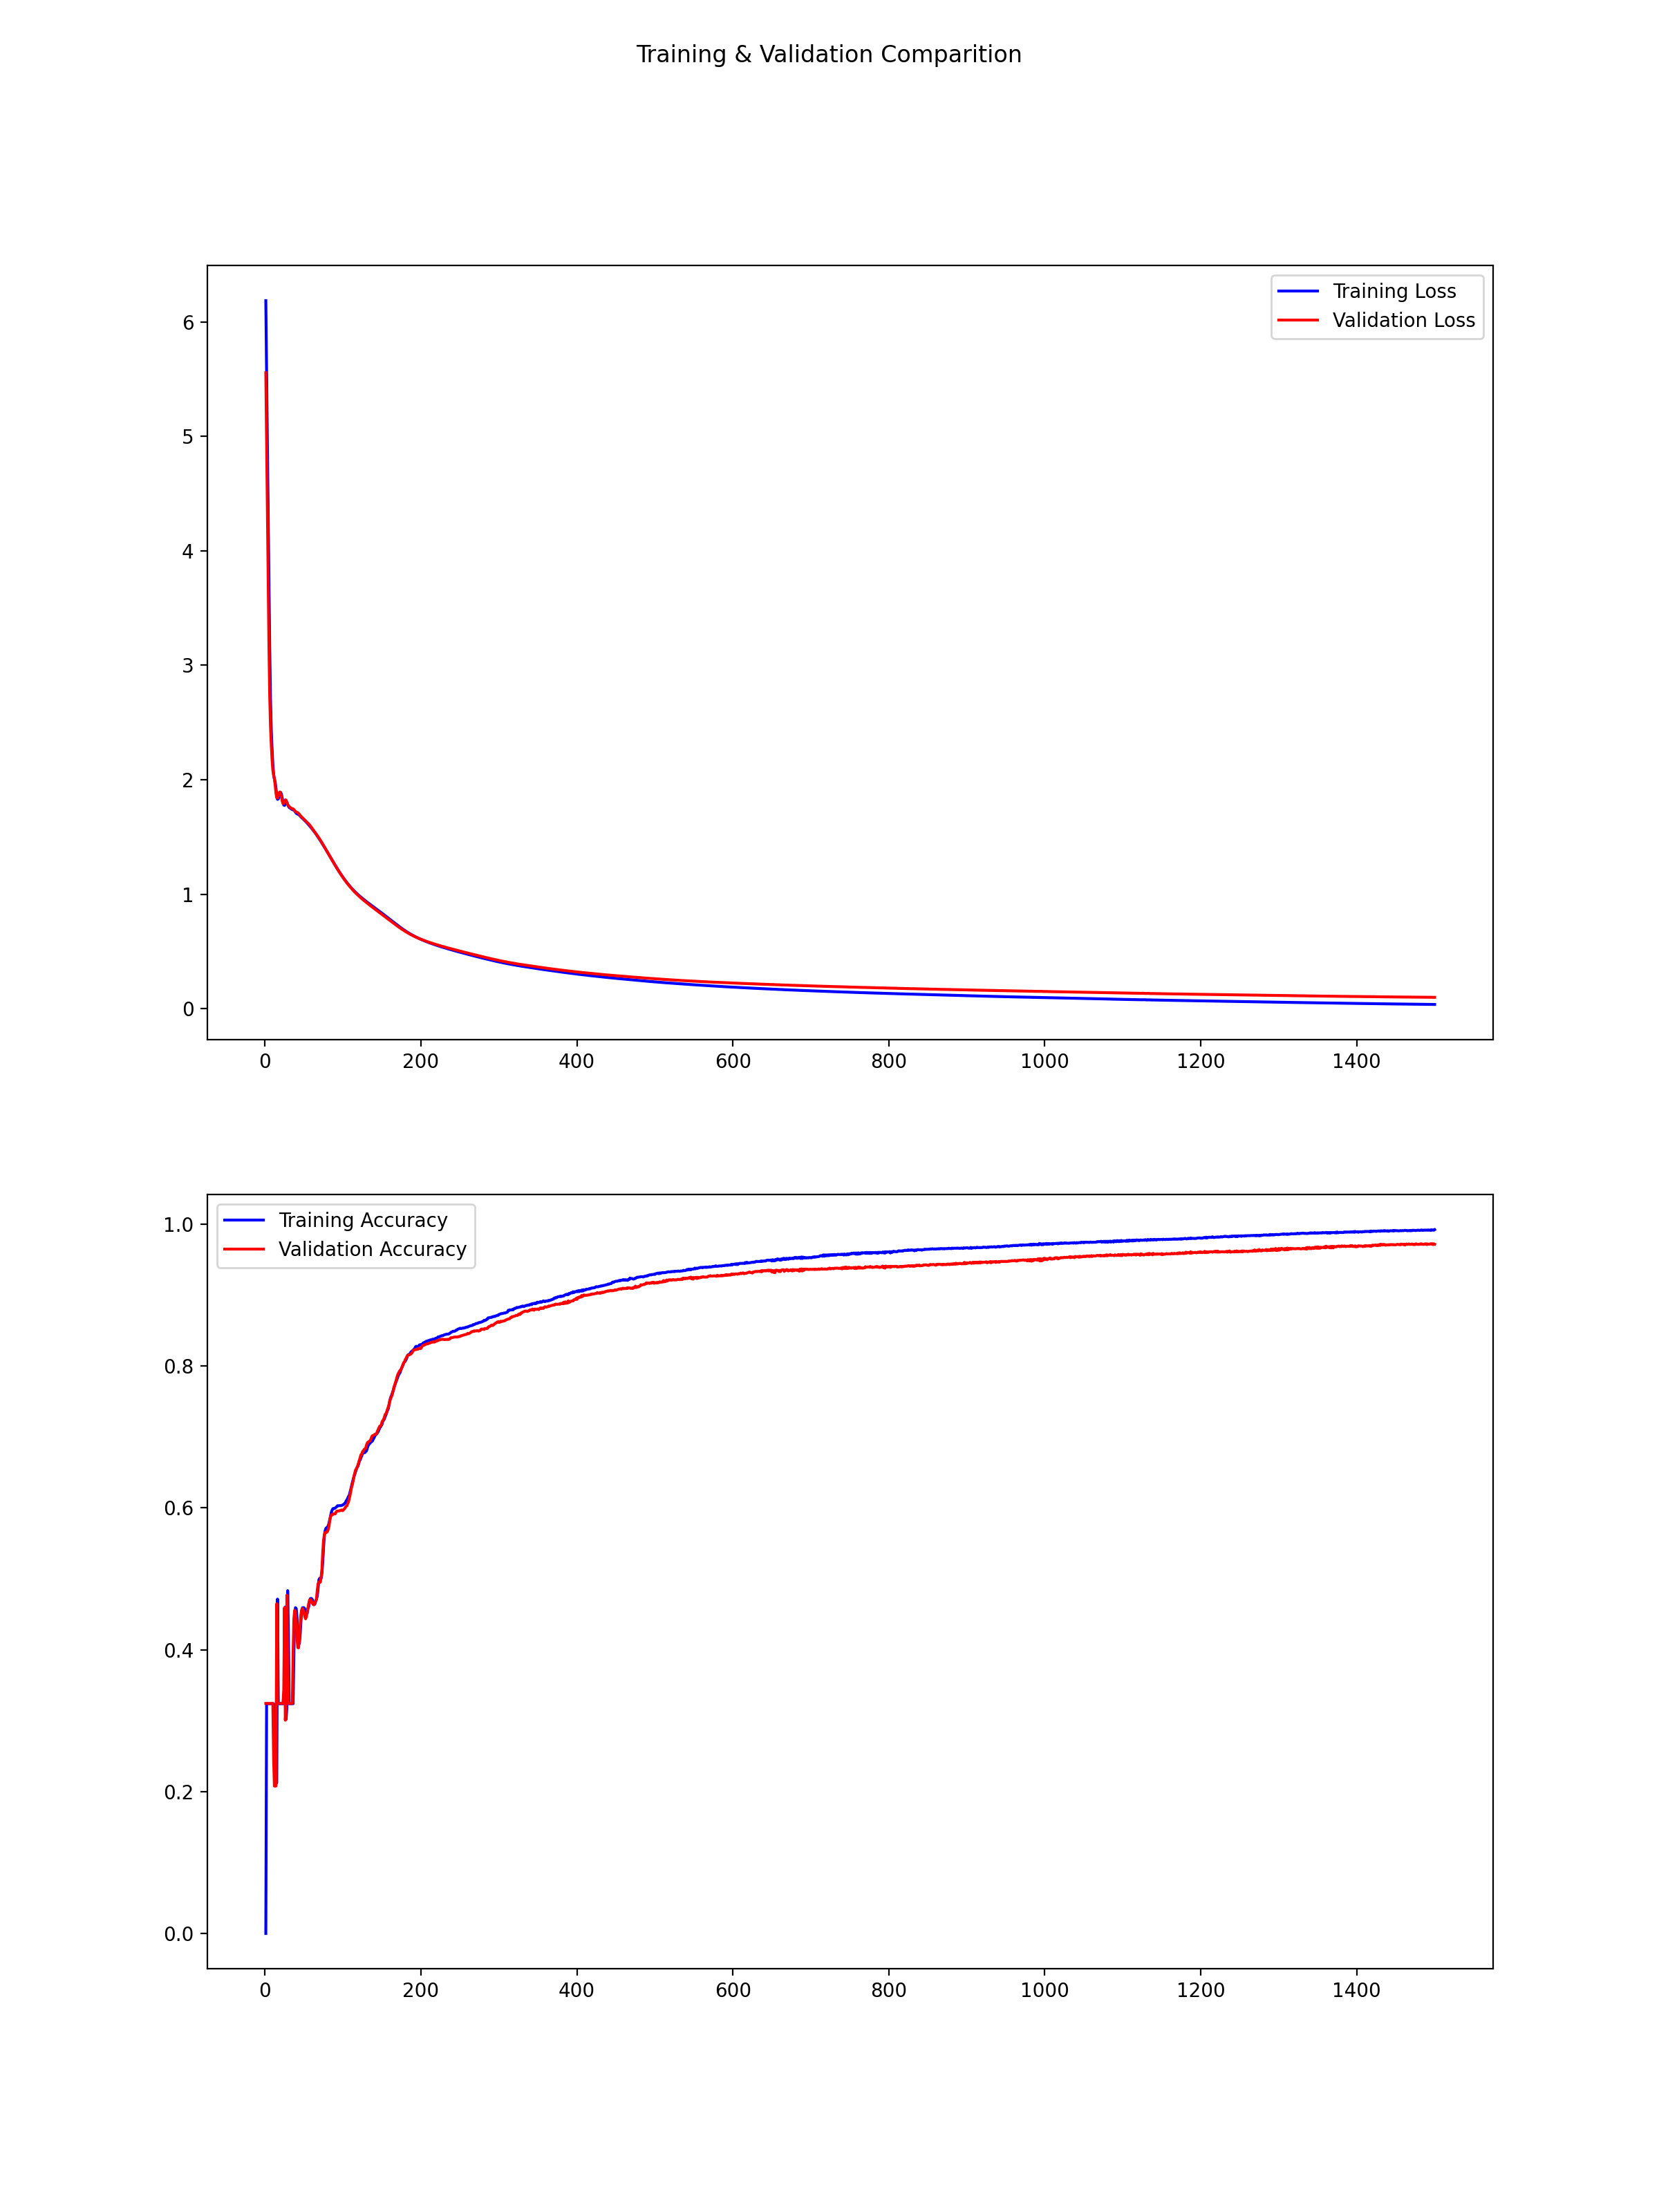 Training & Validation Comparition
Training Loss
Validation Loss
6
5
4
3
2
1
0
0 200 400 600 800 1000 1200 1400
Training Accuracy
Validation Accuracy
1.0
0.8
0.6
0.4
0.2
0.0
0 200 400 600 800 1000 1200 1400